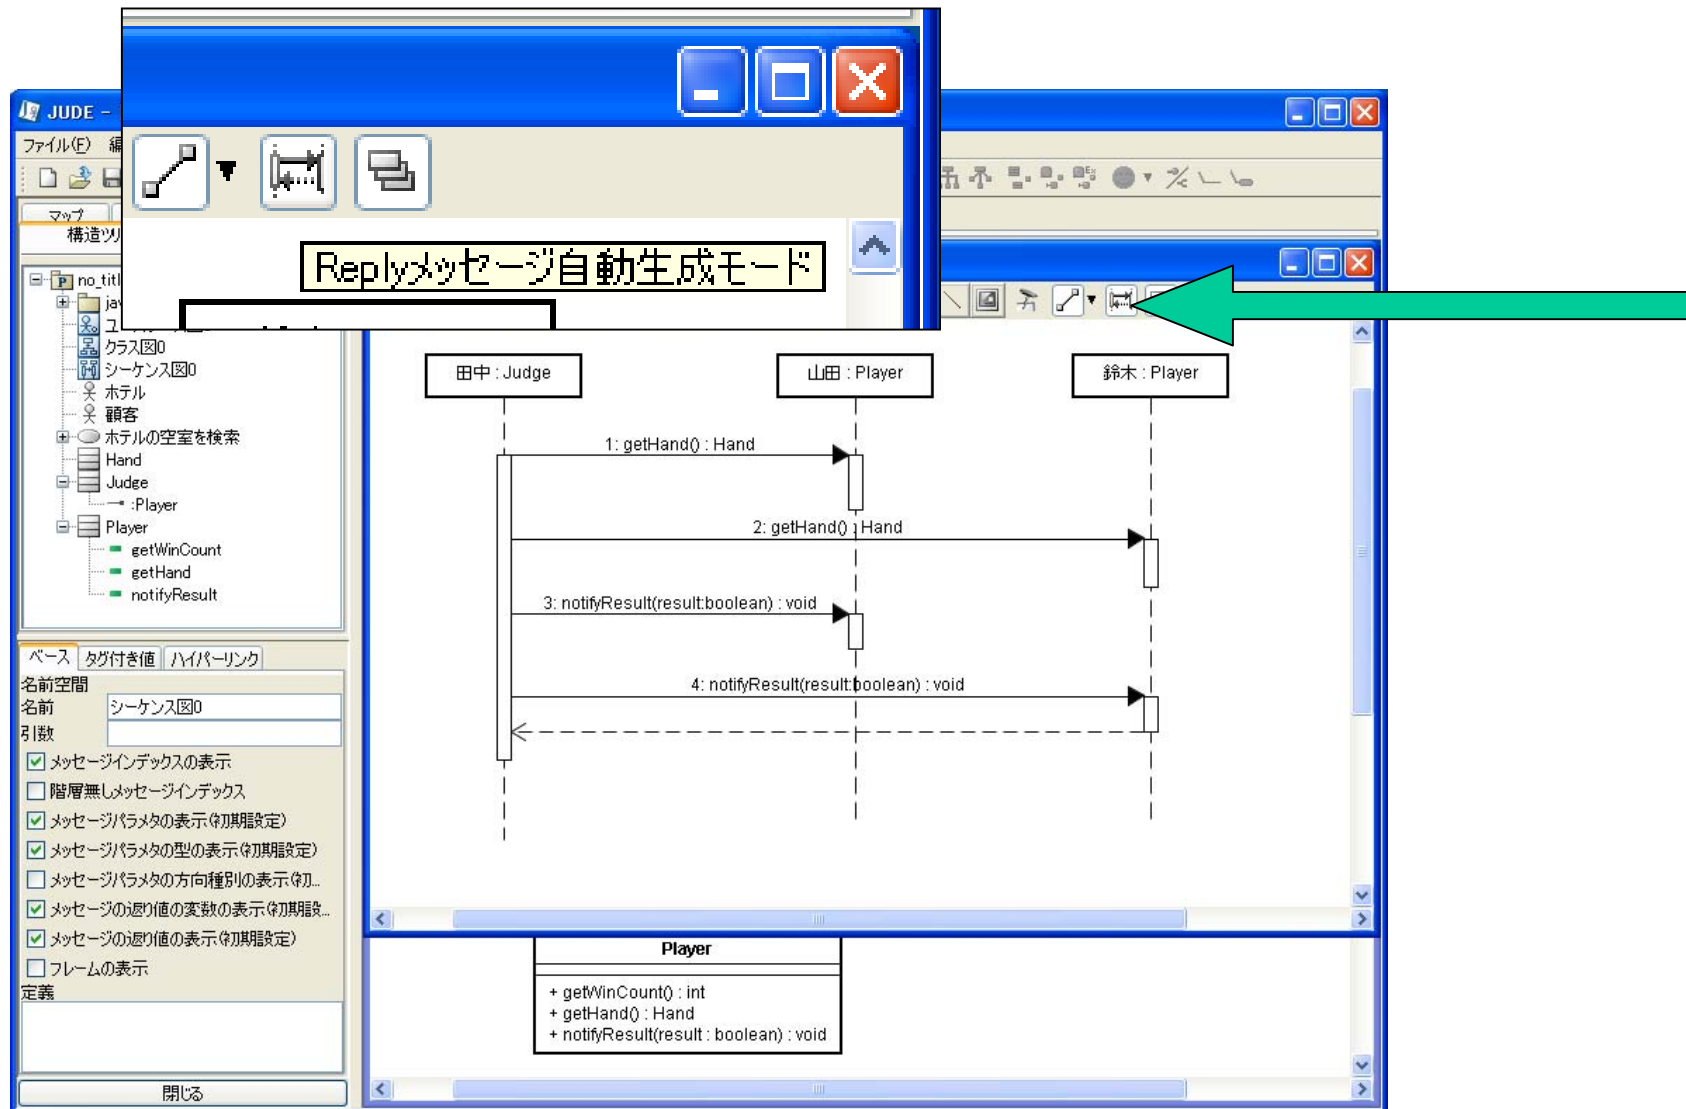 JUDE -
ファイル(F) 編
マップ
構造ツリ
Replyメッセージ自動生成モード
no_titl
ja
クラス図0
シーケンス図0
ホテル
顧客
ホテルの空室を検索
Hand
Judge
:Player
Player
getWinCount
getHand
notifyResult
ベース タグ付き値 ハイパーリンク
名前空間
名前 シーケンス図0
引数
メッセージインデックスの表示
階層無しメッセージインデックス
メッセージパラメタの表示(初期設定)
メッセージパラメタの型の表示(初期設定)
メッセージパラメタの方向種別の表示(初...
メッセージの返り値の変数の表示(初期設...
メッセージの返り値の表示(初期設定)
フレームの表示
定義
閉じる
田中 : Judge
山田 : Player
鈴木 : Player
1: getHand() : Hand
2: getHand() : Hand
3: notifyResult(result:boolean) : void
4: notifyResult(result:boolean) : void
Player
+ getWinCount() : int
+ getHand() : Hand
+ notifyResult(result : boolean) : void